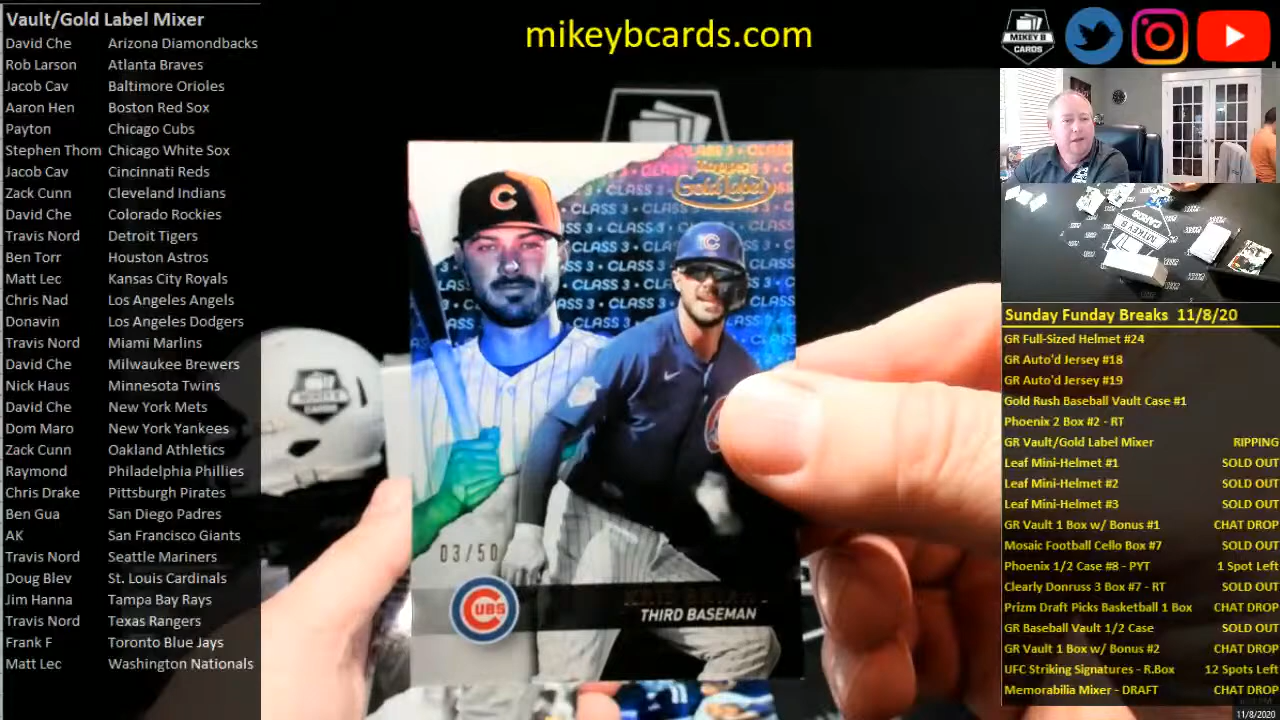 Vault/Gold Label Mixer
David Che Arizona Diamondbacks
Rob Larson Atlanta Braves
Jacob Cav Baltimore Orioles
Aaron Hen Boston Red Sox
Payton Chicago Cubs
Stephen Thom Chicago White Sox
Jacob Cav Cincinnati Reds
Zack Cunn Cleveland Indians
David Che Colorado Rockies
Travis Nord Detroit Tigers
Ben Torr Houston Astros
Matt Lec Kansas City Royals
Chris Nad Los Angeles Angels
Donavin Los Angeles Dodgers
Travis Nord Miami Marlins
David Che Milwaukee Brewers
Nick Haus Minnesota Twins
David Che New York Mets
Dom Maro New York Yankees
Zack Cunn Oakland Athletics
Raymond Philadelphia Phillies
Chris Drake Pittsburgh Pirates
Ben Gua San Diego Padres
AK San Francisco Giants
Travis Nord Seattle Mariners
Doug Blev St. Louis Cardinals
Jim Hanna Tampa Bay Rays
Travis Nord Texas Rangers
Frank F Toronto Blue Jays
Matt Lec Washington Nationals
mikeybcards.com
Gold Label
CLASS 3 • CLASS 3
C
C
03/50
CUBS
THIRD BASEMAN
MIKEY B
CARDS
MIKEY B
CARDS
Sunday Funday Breaks 11/8/20
GR Full-Sized Helmet #24
GR Auto'd Jersey #18
GR Auto'd Jersey #19
Gold Rush Baseball Vault Case #1
Phoenix 2 Box #2 - RT
GR Vault/Gold Label Mixer RIPPING
Leaf Mini-Helmet #1 SOLD OUT
Leaf Mini-Helmet #2 SOLD OUT
Leaf Mini-Helmet #3 SOLD OUT
GR Vault 1 Box w/ Bonus #1 CHAT DROP
Mosaic Football Cello Box #7 SOLD OUT
Phoenix 1/2 Case #8 - PYT 1 Spot Left
Clearly Donruss 3 Box #7 - RT SOLD OUT
Prizm Draft Picks Basketball 1 Box CHAT DROP
GR Baseball Vault 1/2 Case SOLD OUT
GR Vault 1 Box w/ Bonus #2 CHAT DROP
UFC Striking Signatures - R.Box 12 Spots Left
Memorabilia Mixer - DRAFT CHAT DROP
11/8/2020